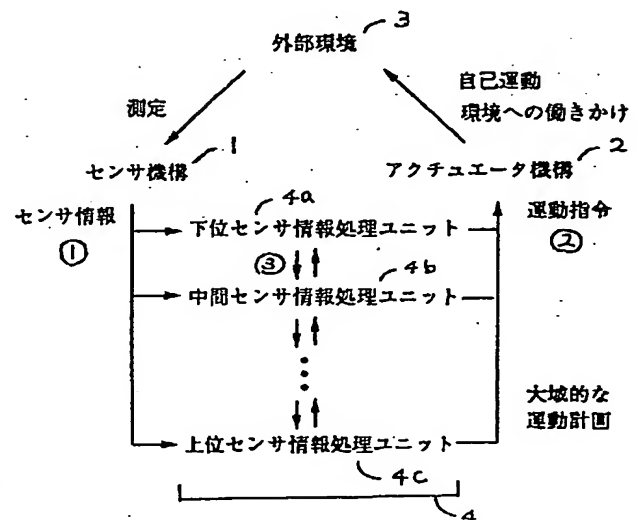 外部環境 3
測定
自己運動
環境への働きかけ
センサ機構 1
アクチュエータ機構 2
センサ情報
①
運動指令
②
4a
下位センサ情報処理ユニット
③
4b
中間センサ情報処理ユニット
大域的な
運動計画
上位センサ情報処理ユニット
4c
4